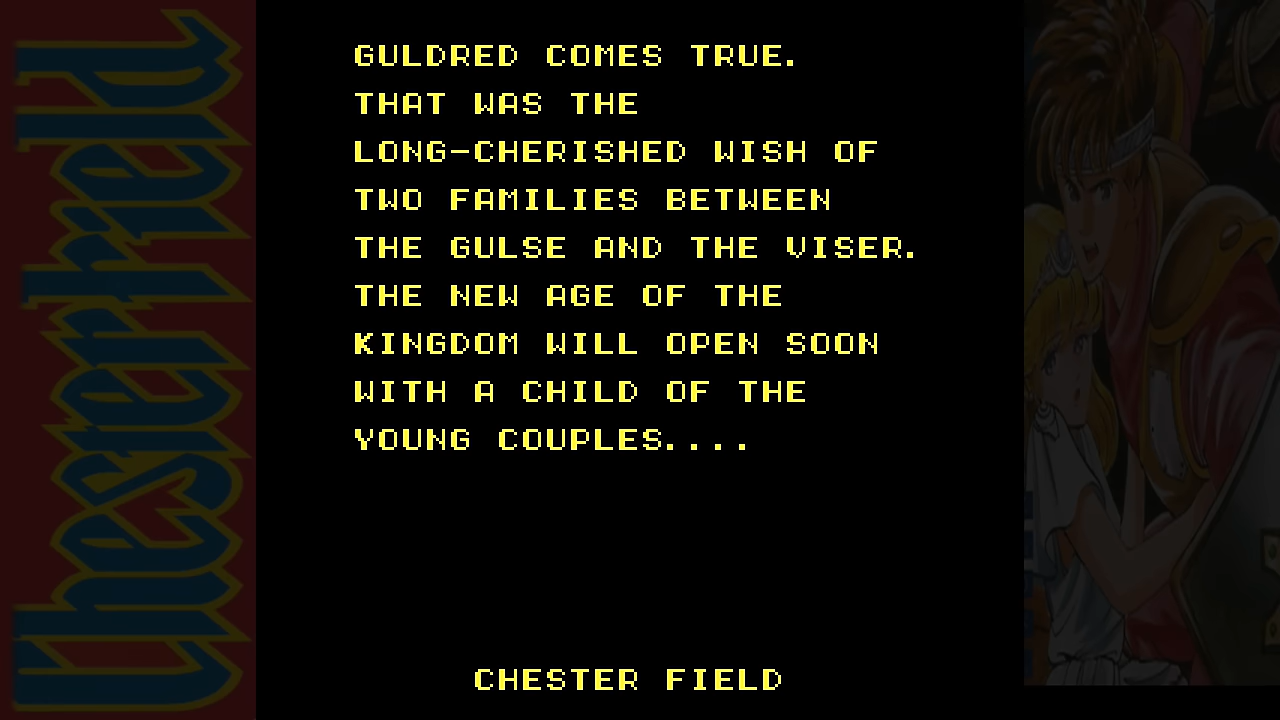 GULDRED COMES TRUE.
THAT WAS THE
LONG-CHERISHED WISH OF
TWO FAMILIES BETWEEN
THE GULSE AND THE VISER.
THE NEW AGE OF THE
KINGDOM WILL OPEN SOON
WITH A CHILD OF THE
YOUNG COUPLES....
CHESTER FIELD
Chester Field